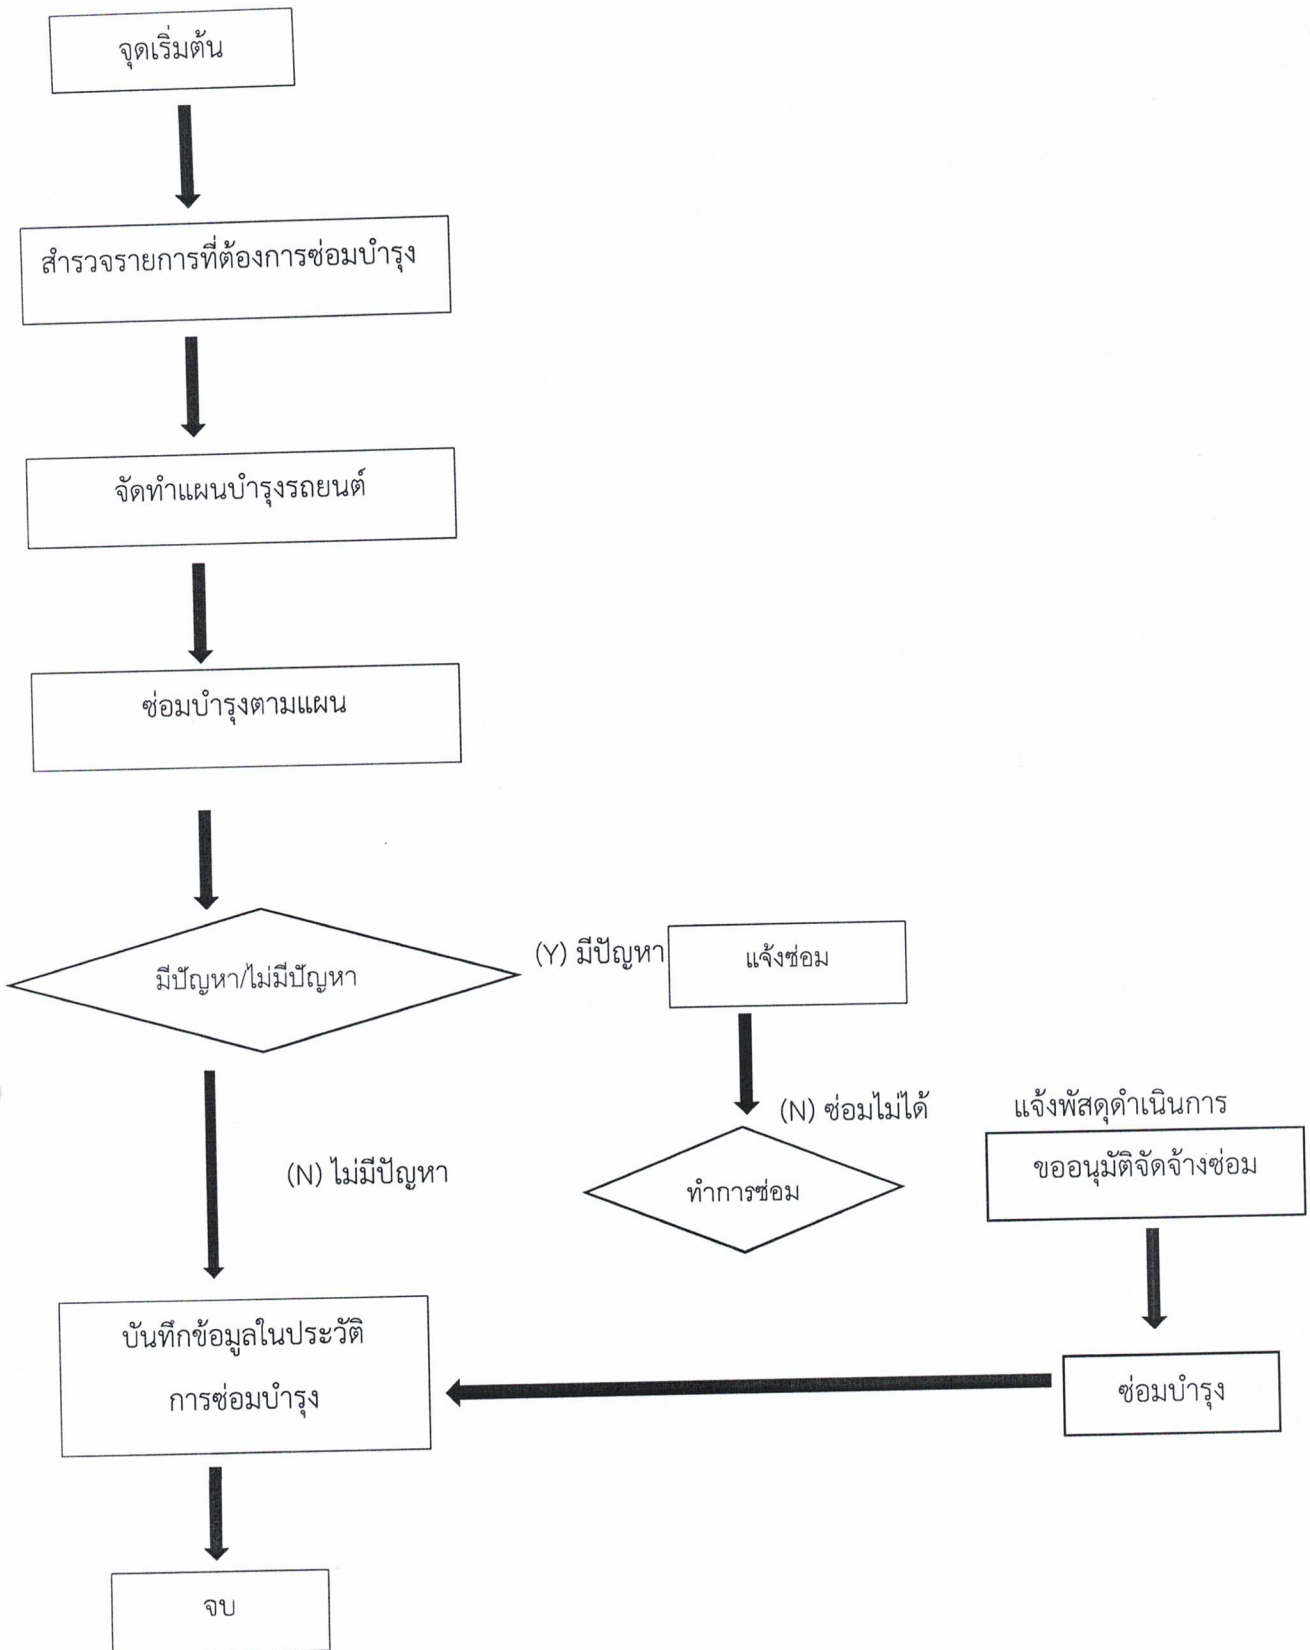 จุดเริ่มต้น
สำรวจรายการที่ต้องการซ่อมบำรุง
จัดทำแผนบำรุงรถยนต์
ซ่อมบำรุงตามแผน
มีปัญหา/ไม่มีปัญหา
(Y) มีปัญหา
แจ้งซ่อม
(N) ซ่อมไม่ได้
แจ้งพัสดุดำเนินการ
ขออนุมัติจัดจ้างซ่อม
ทำการซ่อม
(N) ไม่มีปัญหา
บันทึกข้อมูลในประวัติ
การซ่อมบำรุง
ซ่อมบำรุง
จบ